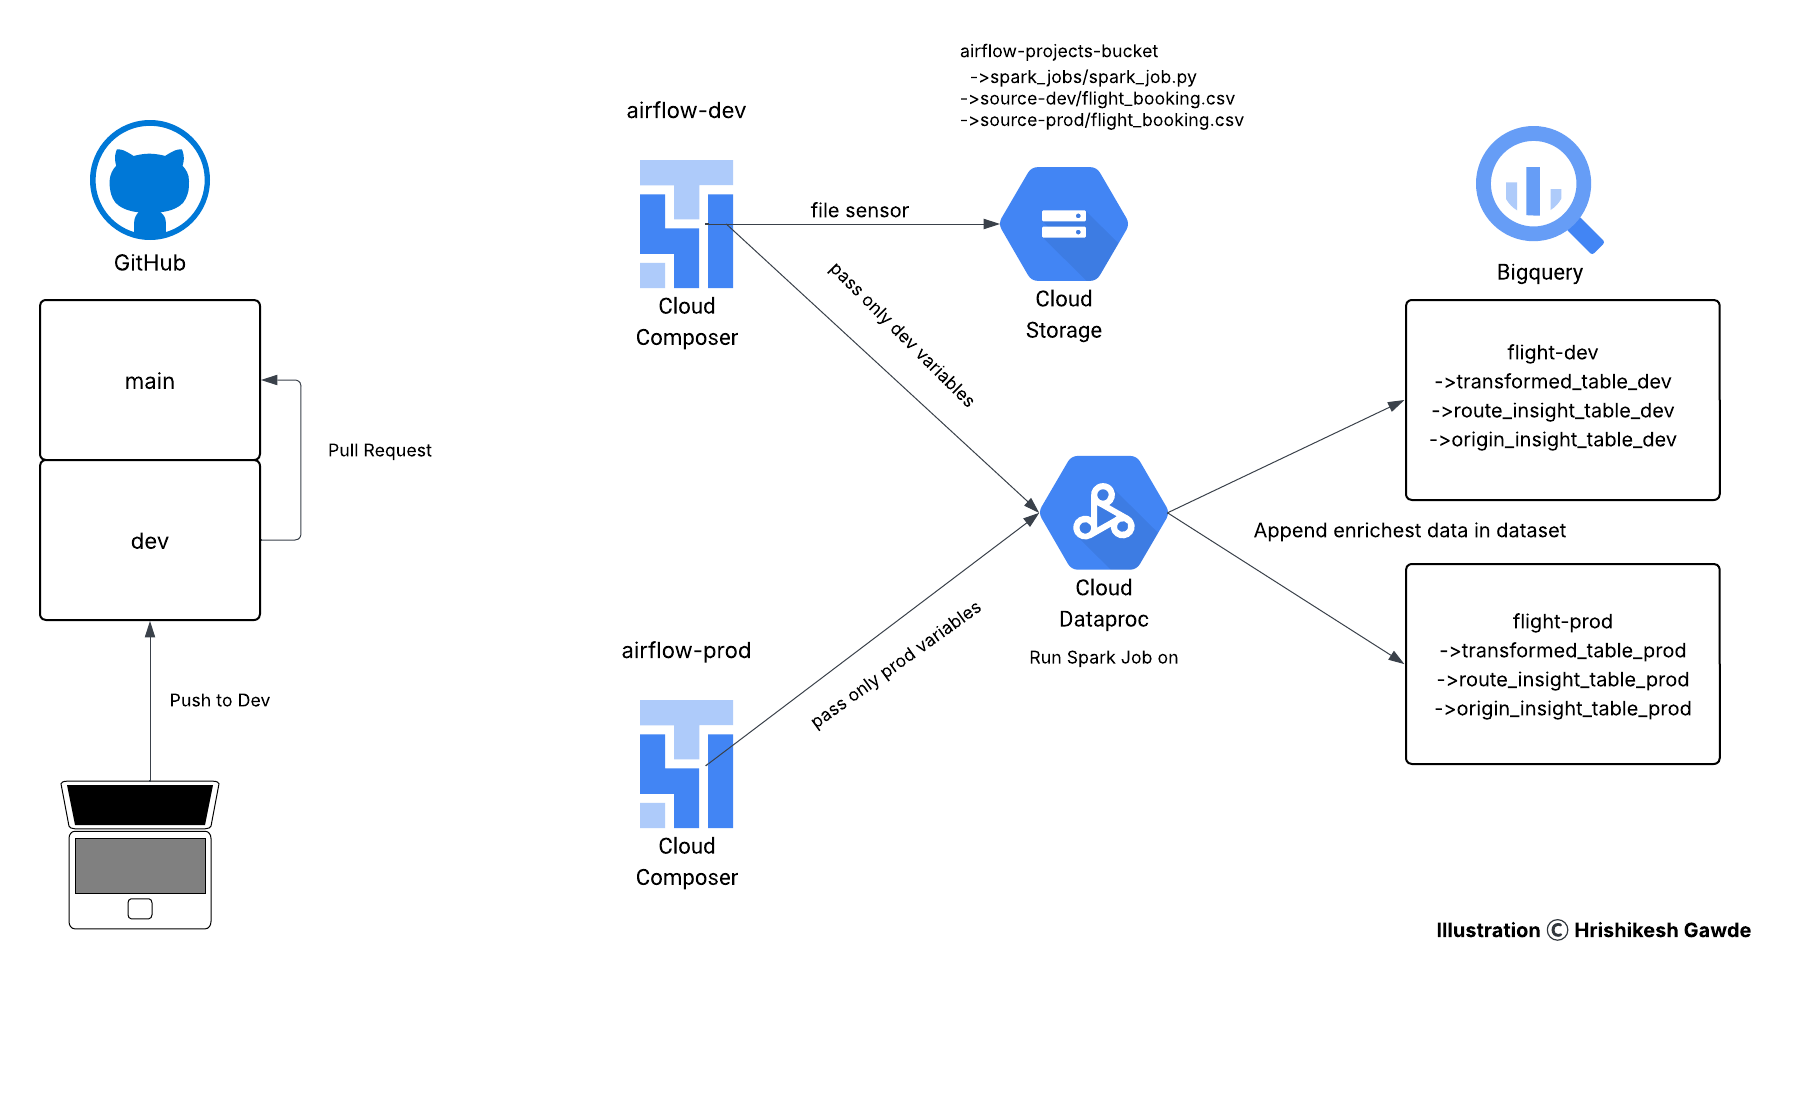 GitHub
main
Pull Request
dev
Push to Dev
airflow-dev
Cloud
Composer
file sensor
pass only dev variables
airflow-projects-bucket
->spark_jobs/spark_job.py
->source-dev/flight_booking.csv
->source-prod/flight_booking.csv
Cloud
Storage
airflow-prod
Cloud
Composer
pass only prod variables
Cloud
Dataproc
Run Spark Job on
Bigquery
flight-dev
->transformed_table_dev
->route_insight_table_dev
->origin_insight_table_dev
Append enrichest data in dataset
flight-prod
->transformed_table_prod
->route_insight_table_prod
->origin_insight_table_prod
Illustration © Hrishikesh Gawde